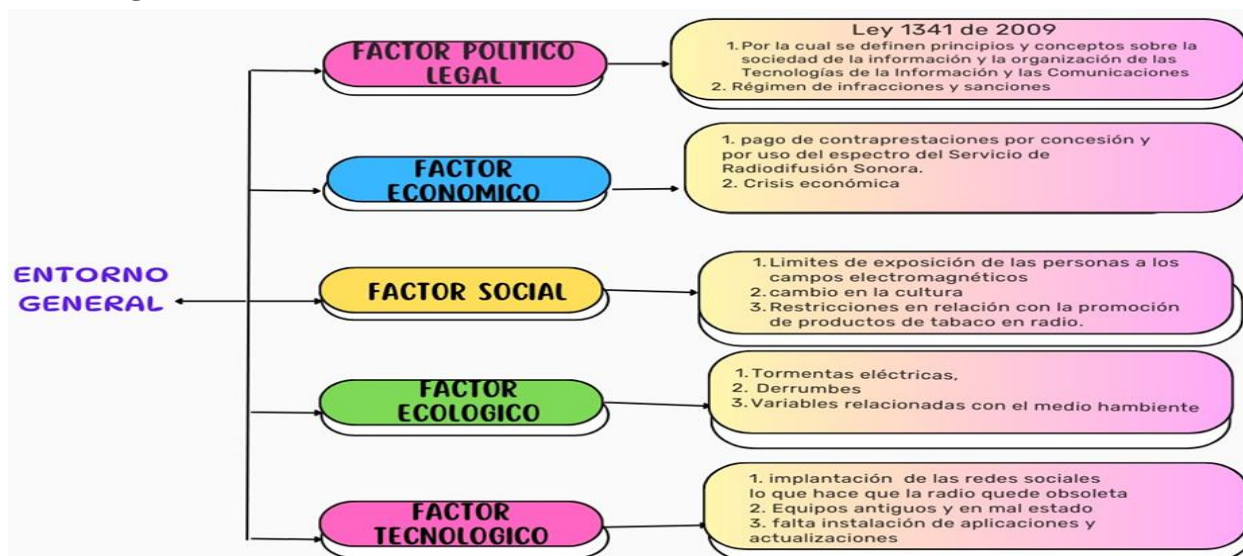 ENTORNO
GENERAL
FACTOR POLITICO
LEGAL
Ley 1341 de 2009
1. Por la cual se definen principios y conceptos sobre la
sociedad de la información y la organización de las
Tecnologías de la Información y las Comunicaciones
2. Régimen de infracciones y sanciones
FACTOR
ECONOMICO
1. pago de contraprestaciones por concesión y
por uso del espectro del Servicio de
Radiodifusión Sonora.
2. Crisis económica
FACTOR SOCIAL
1. Limites de exposición de las personas a los
campos electromagnéticos
2. cambio en la cultura
3. Restricciones en relación con la promoción
de productos de tabaco en radio.
FACTOR
ECOLOGICO
1. Tormentas eléctricas,
2. Derrumbes
3. Variables relacionadas con el medio hambiente
FACTOR
TECNOLOGICO
1. implantación de las redes sociales
lo que hace que la radio quede obsoleta
2. Equipos antiguos y en mal estado
3. falta instalación de aplicaciones y
actualizaciones